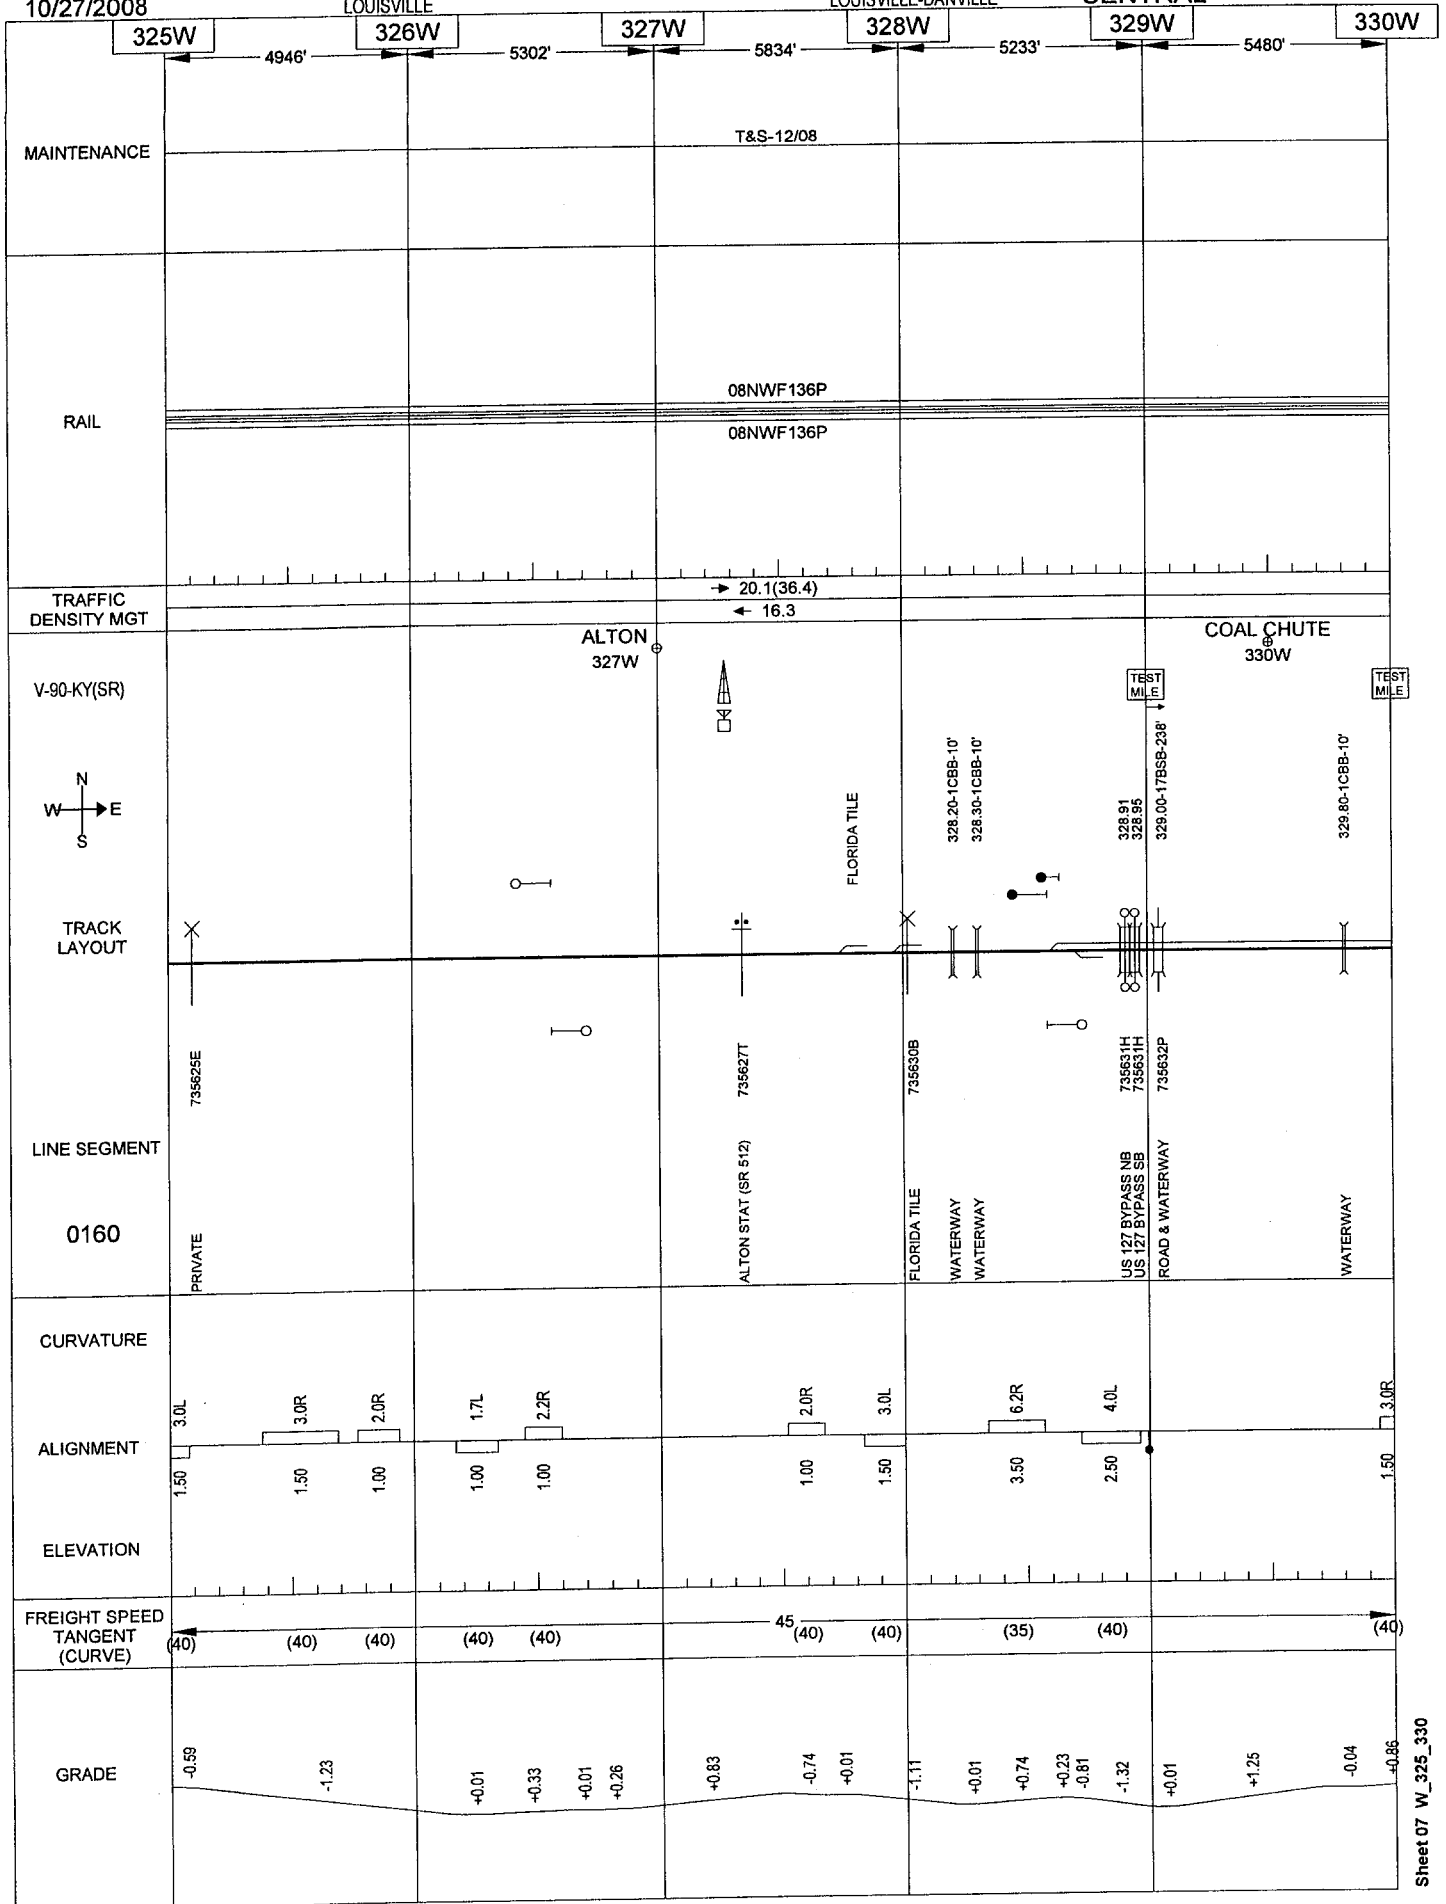 10/27/2008
LOUISVILLE
LOUISVILLE-DANVILLE
CENTRAL
325W
326W
327W
328W
329W
330W
4946'
5302'
5834'
5233'
5480'
MAINTENANCE
T&S-12/08
RAIL
08NWF136P
08NWF136P
TRAFFIC
DENSITY MGT
20.1(36.4)
16.3
V-90-KY(SR)
ALTON
327W
COAL CHUTE
330W
TEST
MILE
TEST
MILE
N
W E
S
FLORIDA TILE
328.20-1CBB-10'
328.30-1CBB-10'
328.91
328.95
329.00-17BSB-238'
329.80-1CBB-10'
TRACK
LAYOUT
735625E
735627T
735630B
735631H
735631H
735632P
LINE SEGMENT
0160
PRIVATE
ALTON STAT (SR 512)
FLORIDA TILE
WATERWAY
WATERWAY
US 127 BYPASS NB
US 127 BYPASS SB
ROAD & WATERWAY
WATERWAY
CURVATURE
3.0L
3.0R
2.0R
1.7L
2.2R
2.0R
3.0L
6.2R
4.0L
3.0R
ALIGNMENT
1.50
1.50
1.00
1.00
1.00
1.00
1.50
3.50
2.50
1.50
ELEVATION
FREIGHT SPEED
TANGENT
(CURVE)
45
(40)
(40)
(40)
(40)
(40)
(40)
(40)
(35)
(40)
(40)
GRADE
-0.59
-1.23
+0.01
+0.33
+0.01
+0.26
+0.83
-0.74
+0.01
-1.11
+0.01
+0.74
+0.23
-0.81
-1.32
+0.01
+1.25
-0.04
+0.86
Sheet 07 W_325_330